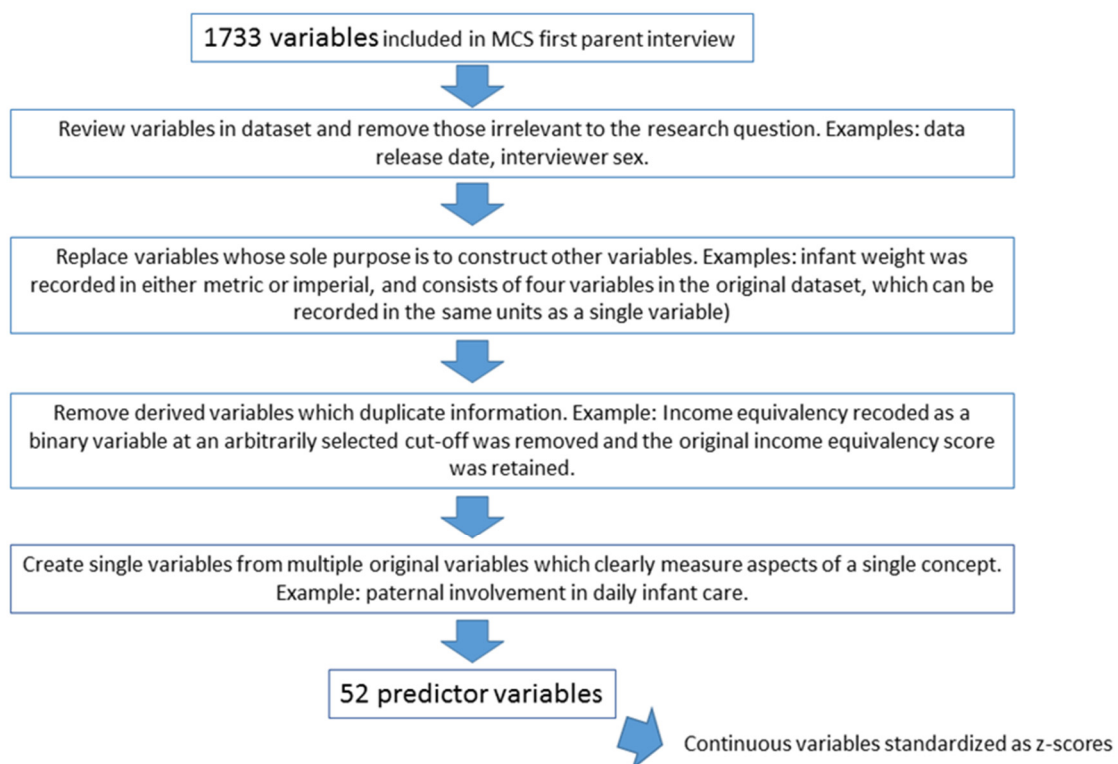 1733 variables included in MCS first parent interview
Review variables in dataset and remove those irrelevant to the research question. Examples: data
release date, interviewer sex.
Replace variables whose sole purpose is to construct other variables. Examples: infant weight was
recorded in either metric or imperial, and consists of four variables in the original dataset, which can be
recorded in the same units as a single variable)
Remove derived variables which duplicate information. Example: Income equivalency recoded as a
binary variable at an arbitrarily selected cut-off was removed and the original income equivalency score
was retained.
Create single variables from multiple original variables which clearly measure aspects of a single concept.
Example: paternal involvement in daily infant care.
52 predictor variables
Continuous variables standardized as z-scores